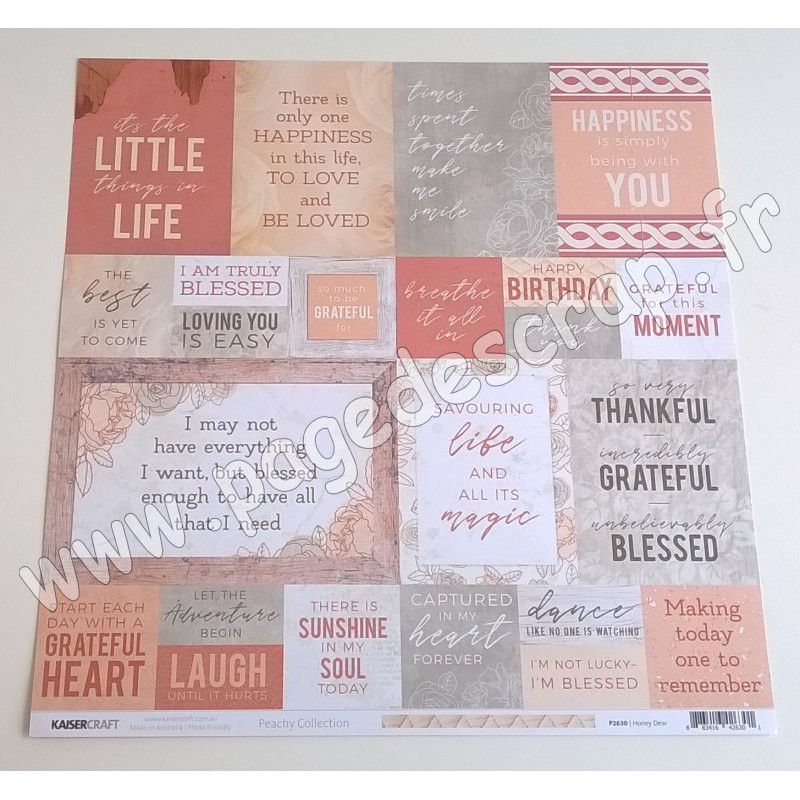 it's the
LITTLE
things in
LIFE
There is
only one
HAPPINESS
in this life,
TO LOVE
and
BE LOVED
times
spent
together
make
me
smile
HAPPINESS
is simply
being with
YOU
THE
best
IS YET
TO COME
I AM TRULY
BLESSED
LOVING YOU
IS EASY
so much
to be
GRATEFUL
for
breathe
it all
in
HAPPY
BIRTHDAY
thank
you
GRATEFUL
for this
MOMENT
I may not
have everything
I want, but blessed
enough to have all
that I need
SAVOURING
life
AND
ALL ITS
magic
so very
THANKFUL
incredibly
GRATEFUL
unbelievably
BLESSED
START EACH
DAY WITH A
GRATEFUL
HEART
LET THE
Adventure
BEGIN
LAUGH
UNTIL IT HURTS
THERE IS
SUNSHINE
IN MY
SOUL
TODAY
CAPTURED
IN MY
heart
FOREVER
dance
LIKE NO ONE IS WATCHING
I'M NOT LUCKY-
I'M BLESSED
Making
today
one to
remember
KAISERCRAFT
www.kaisercraft.com.au
Made in Australia | Photo Friendly
Peachy Collection
P2630 | Honey Dew
8 83416 42630 1
www.pagedescrap.fr